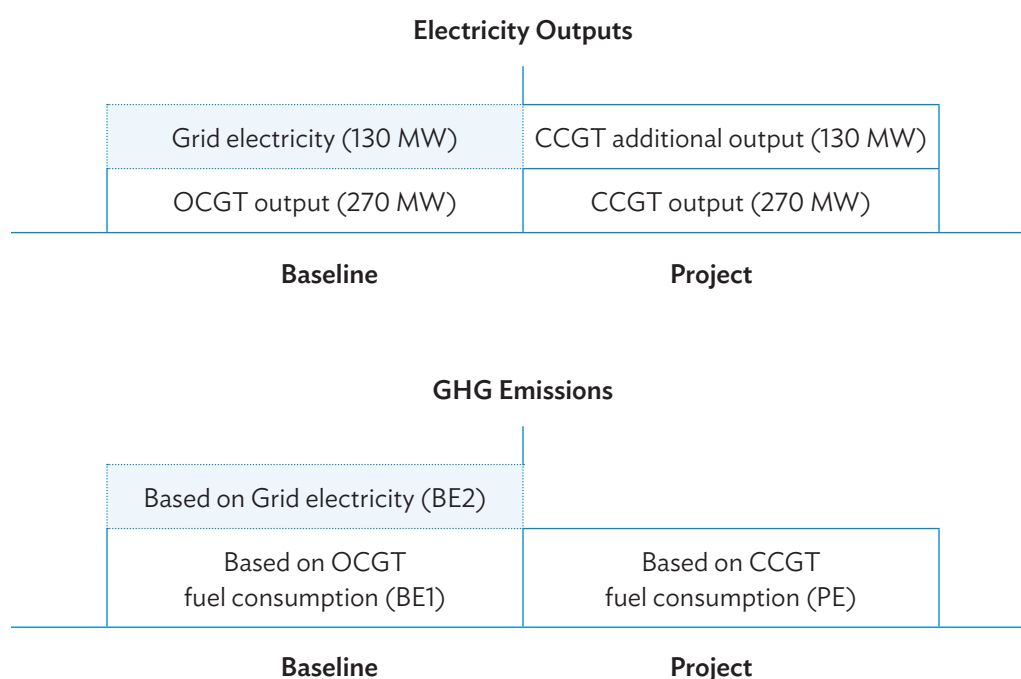 Electricity Outputs
Grid electricity (130 MW)
CCGT additional output (130 MW)
OCGT output (270 MW)
CCGT output (270 MW)
Baseline
Project
GHG Emissions
Based on Grid electricity (BE2)
Based on OCGT
fuel consumption (BE1)
Based on CCGT
fuel consumption (PE)
Baseline
Project